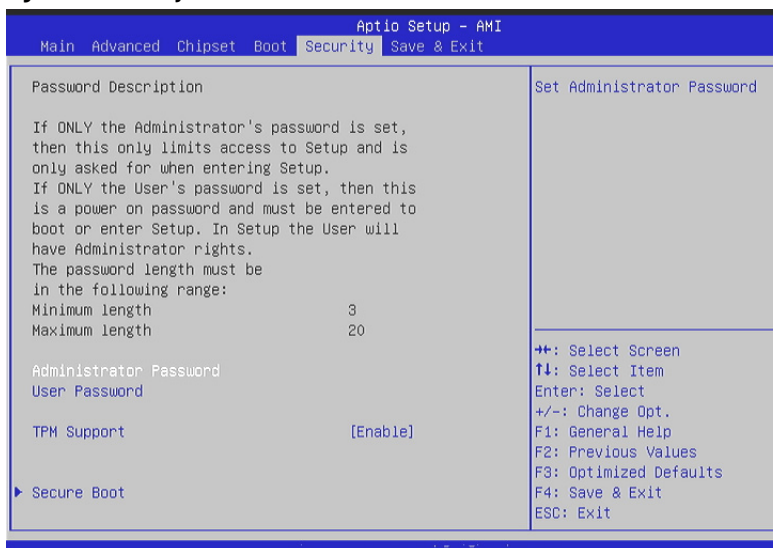 Aptio Setup - AMI
Main Advanced Chipset Boot Security Save & Exit
Password Description
If ONLY the Administrator's password is set,
then this only limits access to Setup and is
only asked for when entering Setup.
If ONLY the User's password is set, then this
is a power on password and must be entered to
boot or enter Setup. In Setup the User will
have Administrator rights.
The password length must be
in the following range:
Minimum length 3
Maximum length 20
Administrator Password
User Password
TPM Support [Enable]
Secure Boot
Set Administrator Password
→←: Select Screen
↑↓: Select Item
Enter: Select
+/-: Change Opt.
F1: General Help
F2: Previous Values
F3: Optimized Defaults
F4: Save & Exit
ESC: Exit